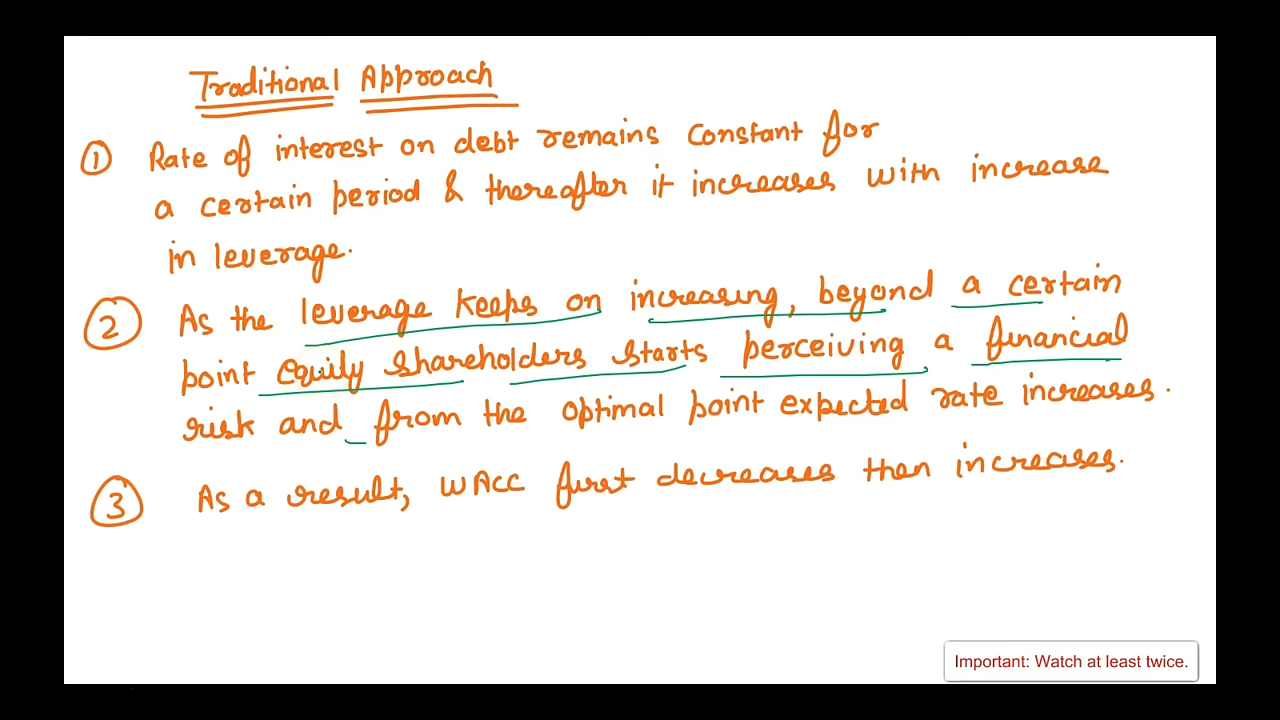 Traditional Approach
① Rate of interest on debt remains constant for
a certain period & thereafter it increases with increase
in leverage.
② As the leverage keeps on increasing, beyond a certain
point equity shareholders starts perceiving a financial
risk and from the optimal point expected rate increases.
③ As a result, WACC first decreases then increases.
Important: Watch at least twice.